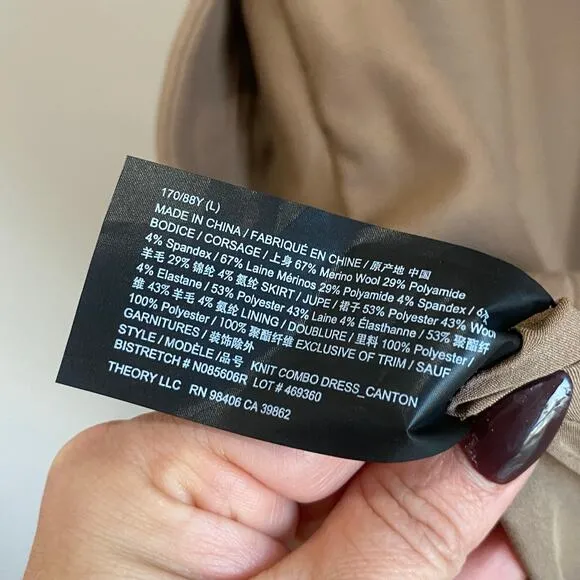 170/88Y (L)
MADE IN CHINA / FABRIQUÉ EN CHINE / 原产地 中国
BODICE / CORSAGE / 上身 67% Merino Wool 29% Polyamide
4% Spandex / 67% Laine Mérinos 29% Polyamide 4% Spandex /
羊毛 29% 锦纶 4% 氨纶 SKIRT / JUPE / 裙子 53% Polyester 43% Wool
4% Elastane / 53% Polyester 43% Laine 4% Élasthanne / 53% 聚酯纤
维 43% 羊毛 4% 氨纶 LINING / DOUBLURE / 里料 100% Polyester /
100% Polyester / 100% 聚酯纤维 EXCLUSIVE OF TRIM / SAUF
GARNITURES / 装饰除外
STYLE / MODÈLE / 品号 KNIT COMBO DRESS_CANTON
BISTRETCH # N085606R LOT # 469360
THEORY LLC RN 98406 CA 39862